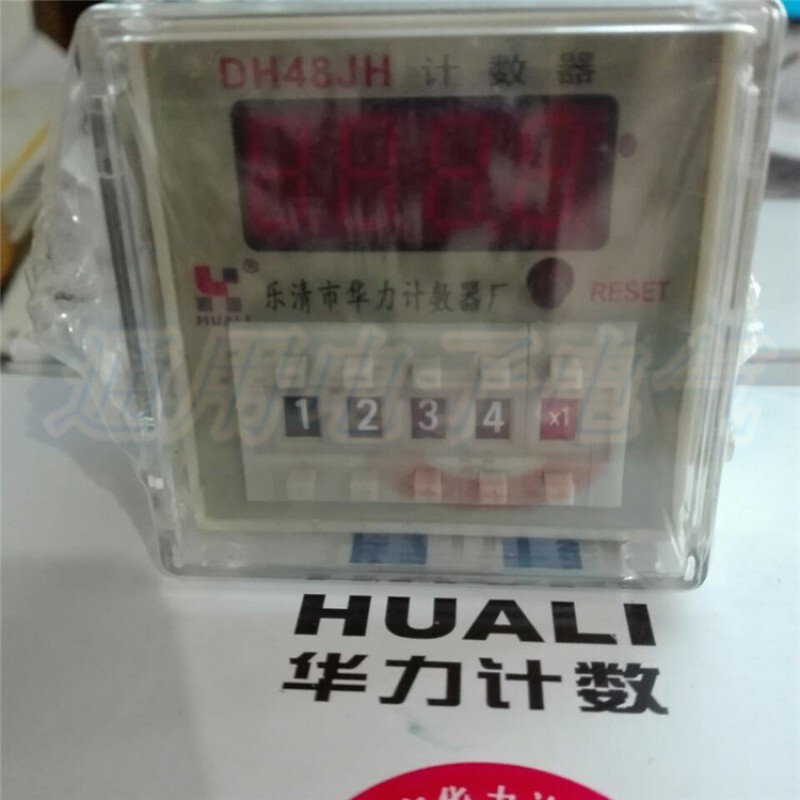 DH48JH 计数器
®
HUALI
乐清市华力计数器厂
RESET
1 2 3 4 x1
HUALI
华力计数